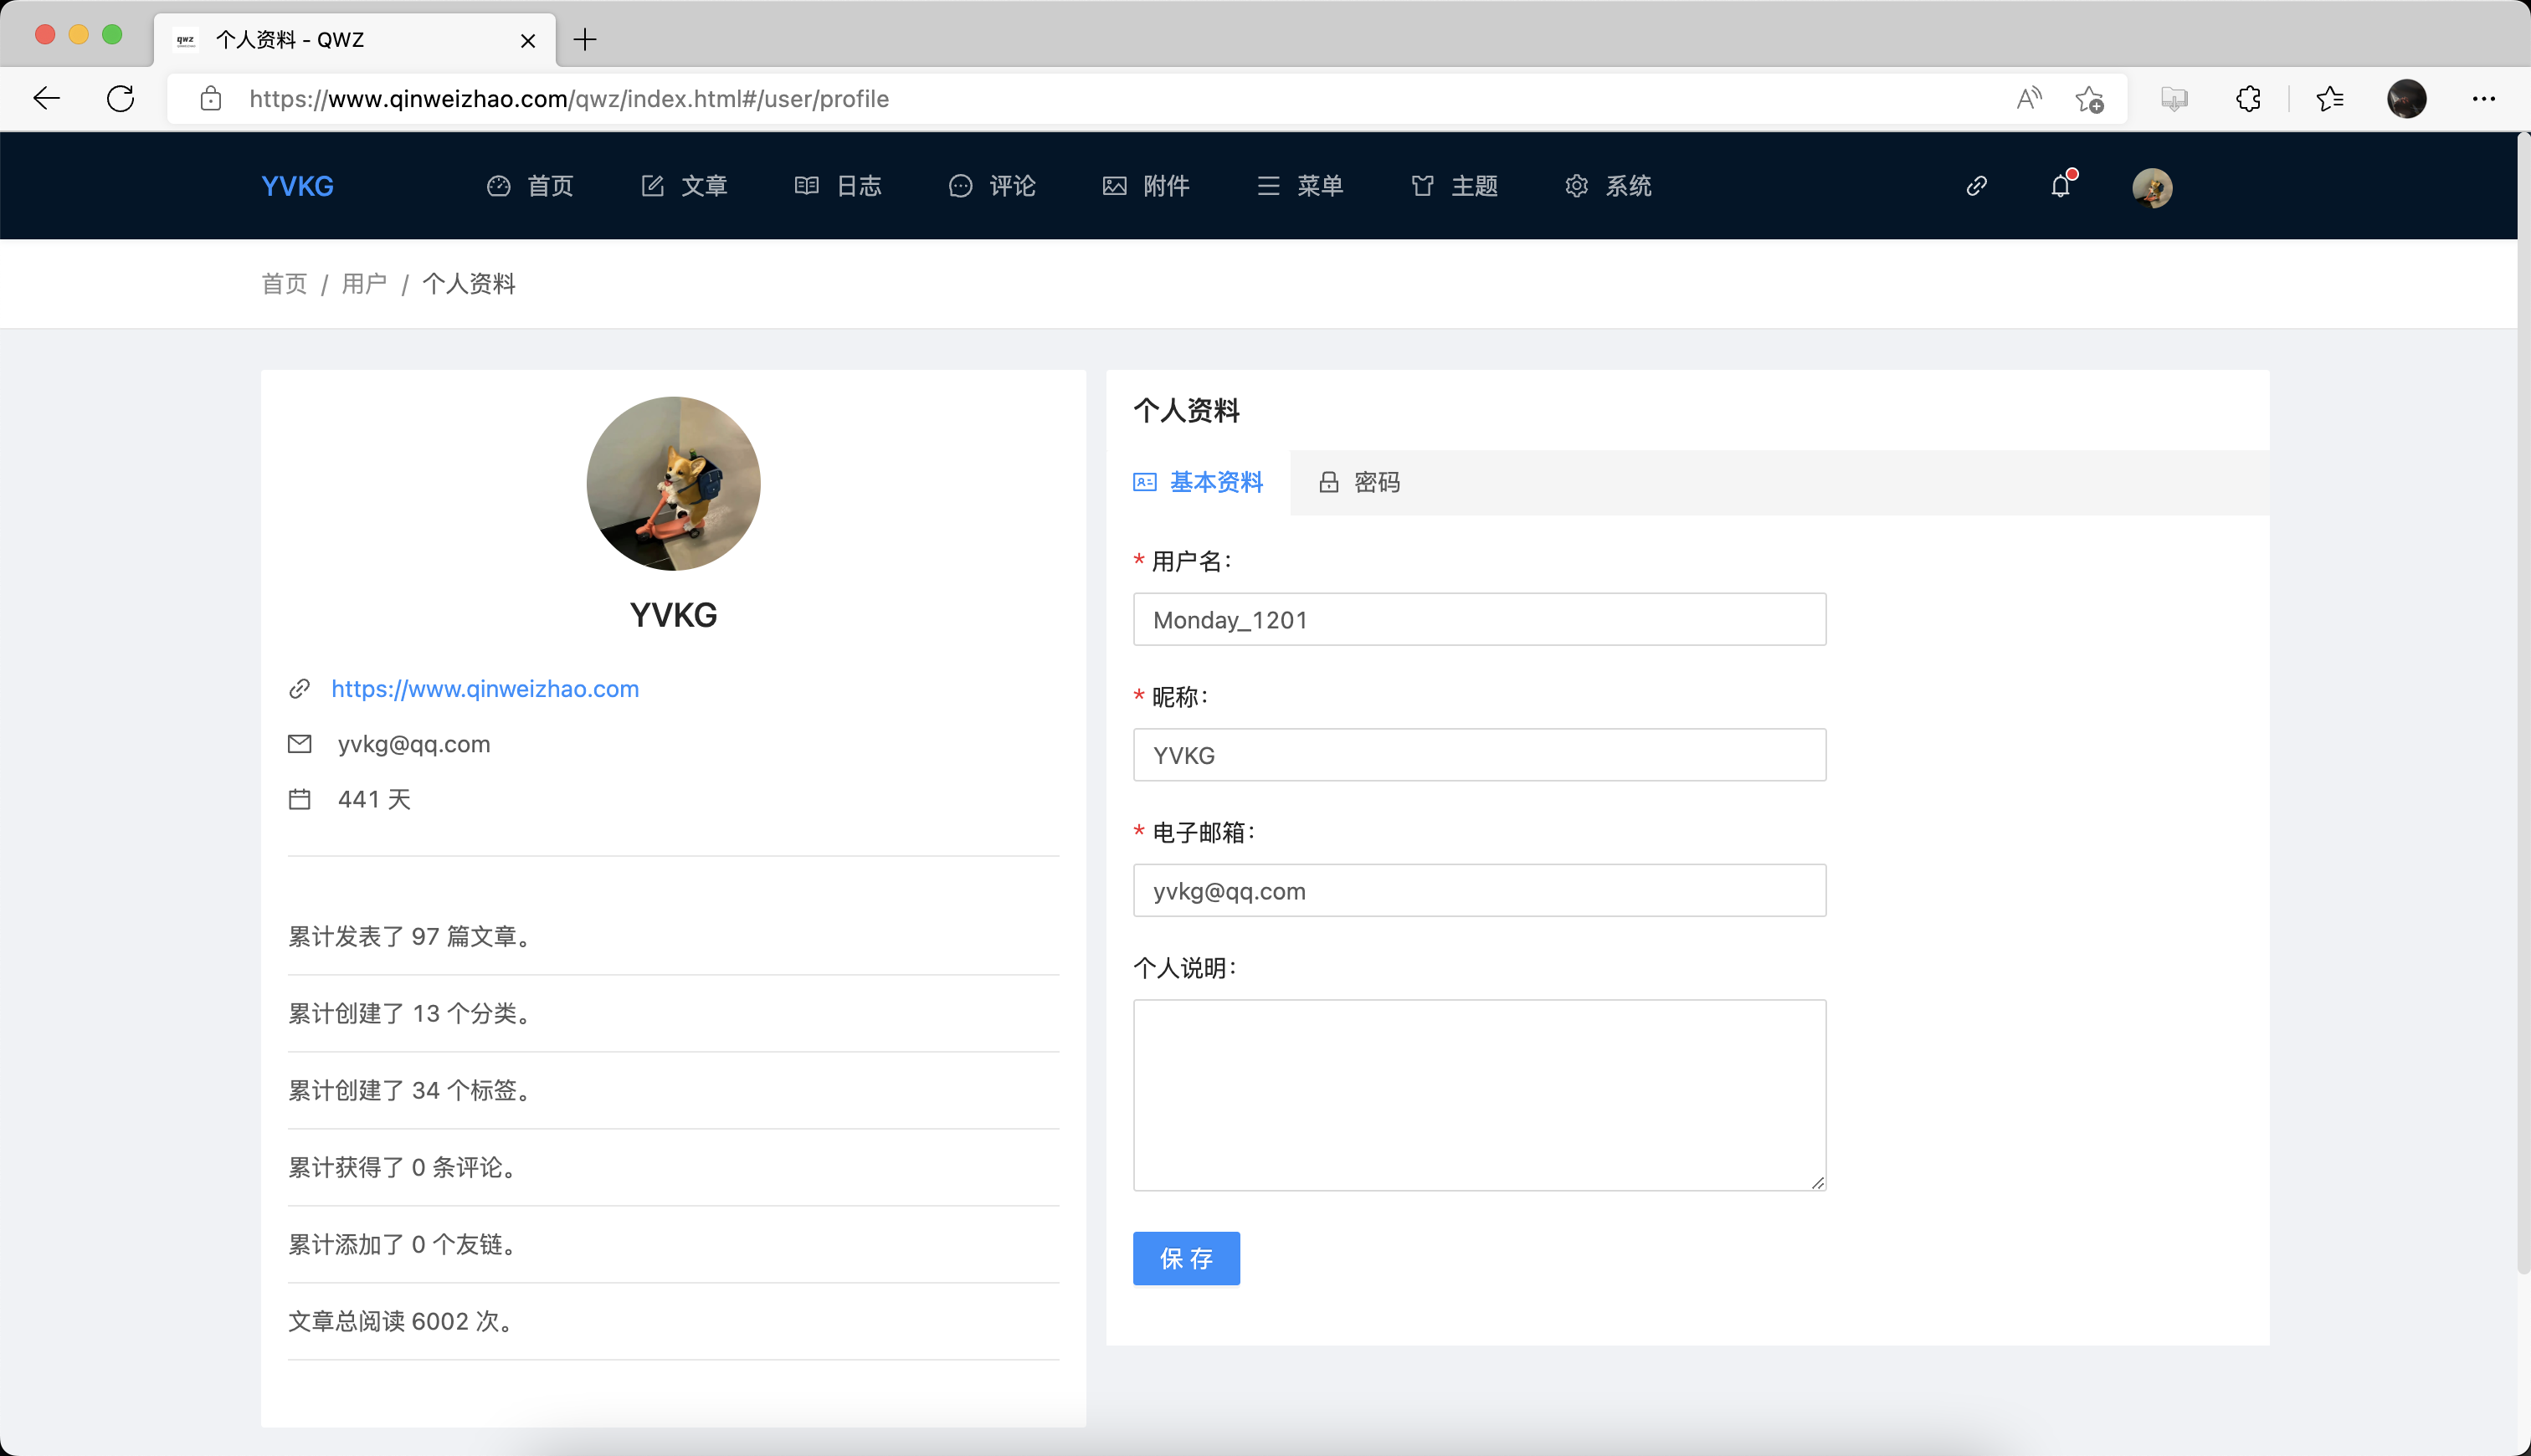 个人资料 - QWZ
https://www.qinweizhao.com/qwz/index.html#/user/profile
YVKG 首页 文章 日志 评论 附件 菜单 主题 系统
首页 / 用户 / 个人资料
YVKG
https://www.qinweizhao.com
yvkg@qq.com
441 天
累计发表了 97 篇文章。
累计创建了 13 个分类。
累计创建了 34 个标签。
累计获得了 0 条评论。
累计添加了 0 个友链。
文章总阅读 6002 次。
个人资料
基本资料 密码
* 用户名:
Monday_1201
* 昵称:
YVKG
* 电子邮箱:
yvkg@qq.com
个人说明:
保 存